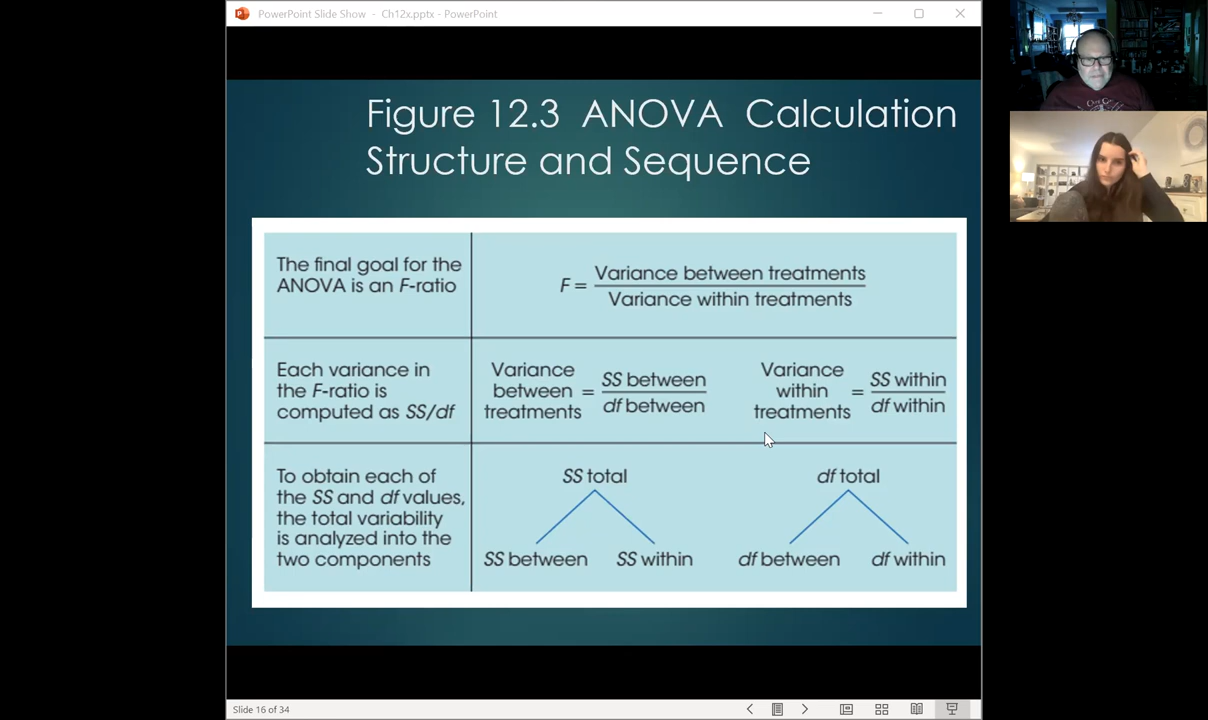 PowerPoint Slide Show - Ch12x.pptx - PowerPoint
Figure 12.3 ANOVA Calculation
Structure and Sequence
The final goal for the
ANOVA is an F-ratio
F = Variance between treatments
Variance within treatments
Each variance in
the F-ratio is
computed as SS/df
Variance
between
treatments
= SS between
df between
Variance
within
treatments
= SS within
df within
To obtain each of
the SS and df values,
the total variability
is analyzed into the
two components
SS total
SS between SS within
df total
df between df within
Slide 16 of 34